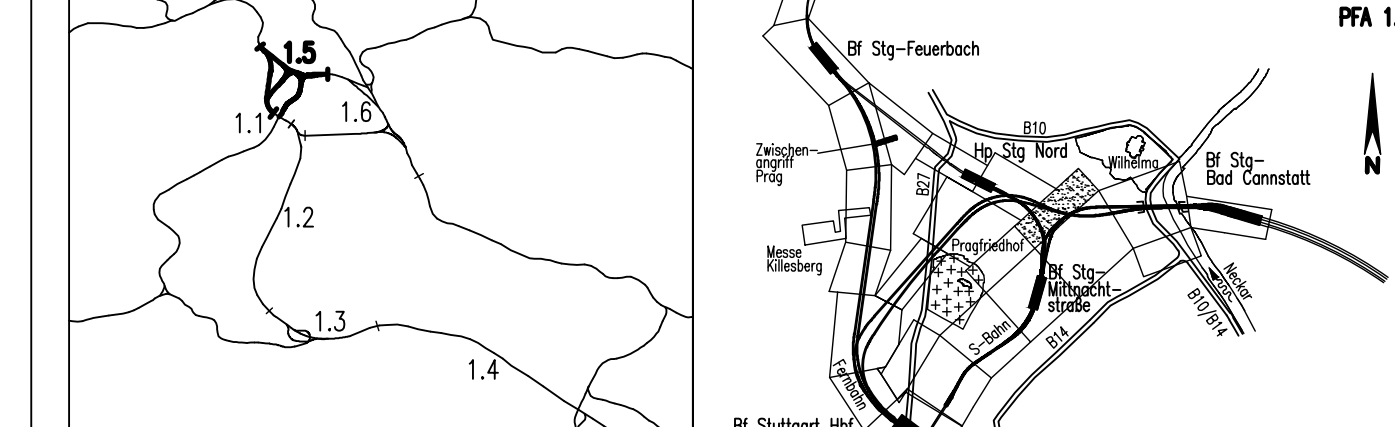 1.5
1.6
1.1
1.2
1.3
1.4
PFA 1.
Bf Stg-Feuerbach
B10
Zwischen-
angriff
Prag
Hp Stg Nord
Wilhelma
Bf Stg-
Bad Cannstatt
B27
N
Messe
Killesberg
Pragfriedhof
Bf Stg-
Mittnacht-
straße
Neckar
B10/B14
S-Bahn
B14
Fernbahn
Bf Stuttgart Hbf